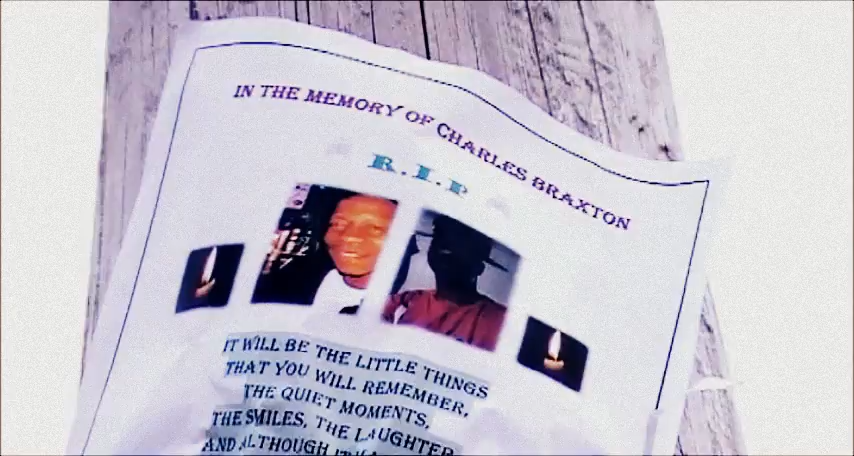 IN THE MEMORY OF CHARLES BRAXTON
R.I.P
IT WILL BE THE LITTLE THINGS
THAT YOU WILL REMEMBER,
THE QUIET MOMENTS,
THE SMILES, THE LAUGHTER
AND ALTHOUGH IT